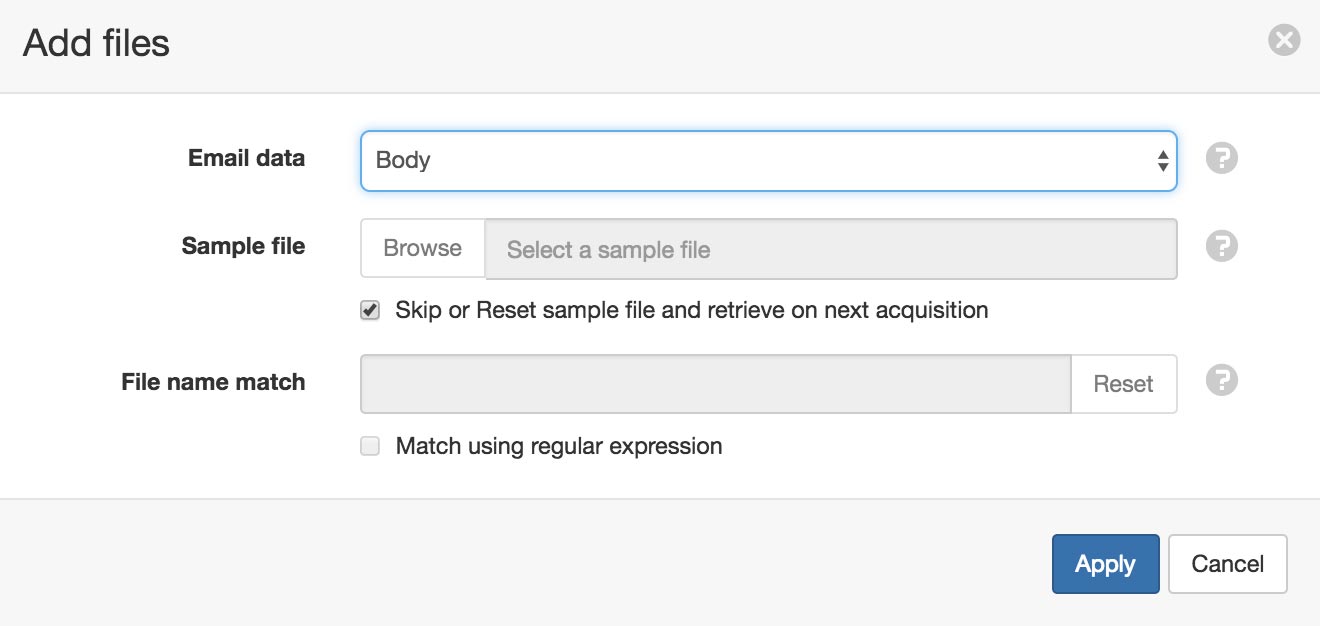 Add files
Email data
Body
?
Sample file
Browse
Select a sample file
?
Skip or Reset sample file and retrieve on next acquisition
File name match
Reset
?
Match using regular expression
Apply
Cancel